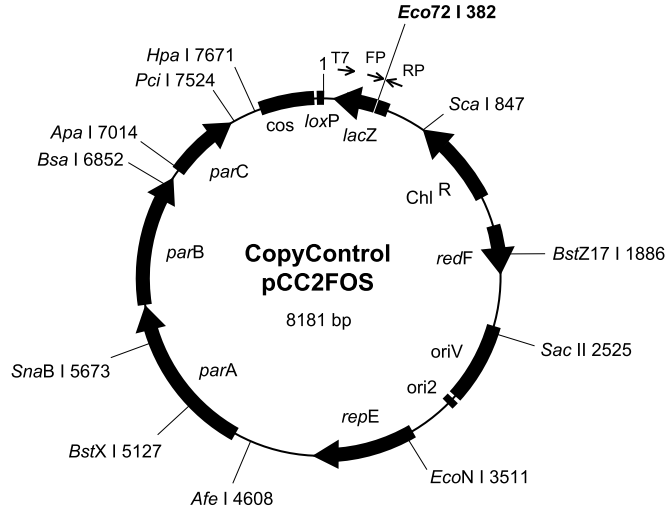 Eco72 I 382
Hpa I 7671
1
T7
FP
RP
Pci I 7524
Sca I 847
cos
loxP
lacZ
Apa I 7014
Bsa I 6852
parC
Chl R
parB
CopyControl
pCC2FOS
8181 bp
redF
BstZ17 I 1886
SnaB I 5673
parA
oriV
Sac II 2525
ori2
repE
BstX I 5127
EcoN I 3511
Afe I 4608